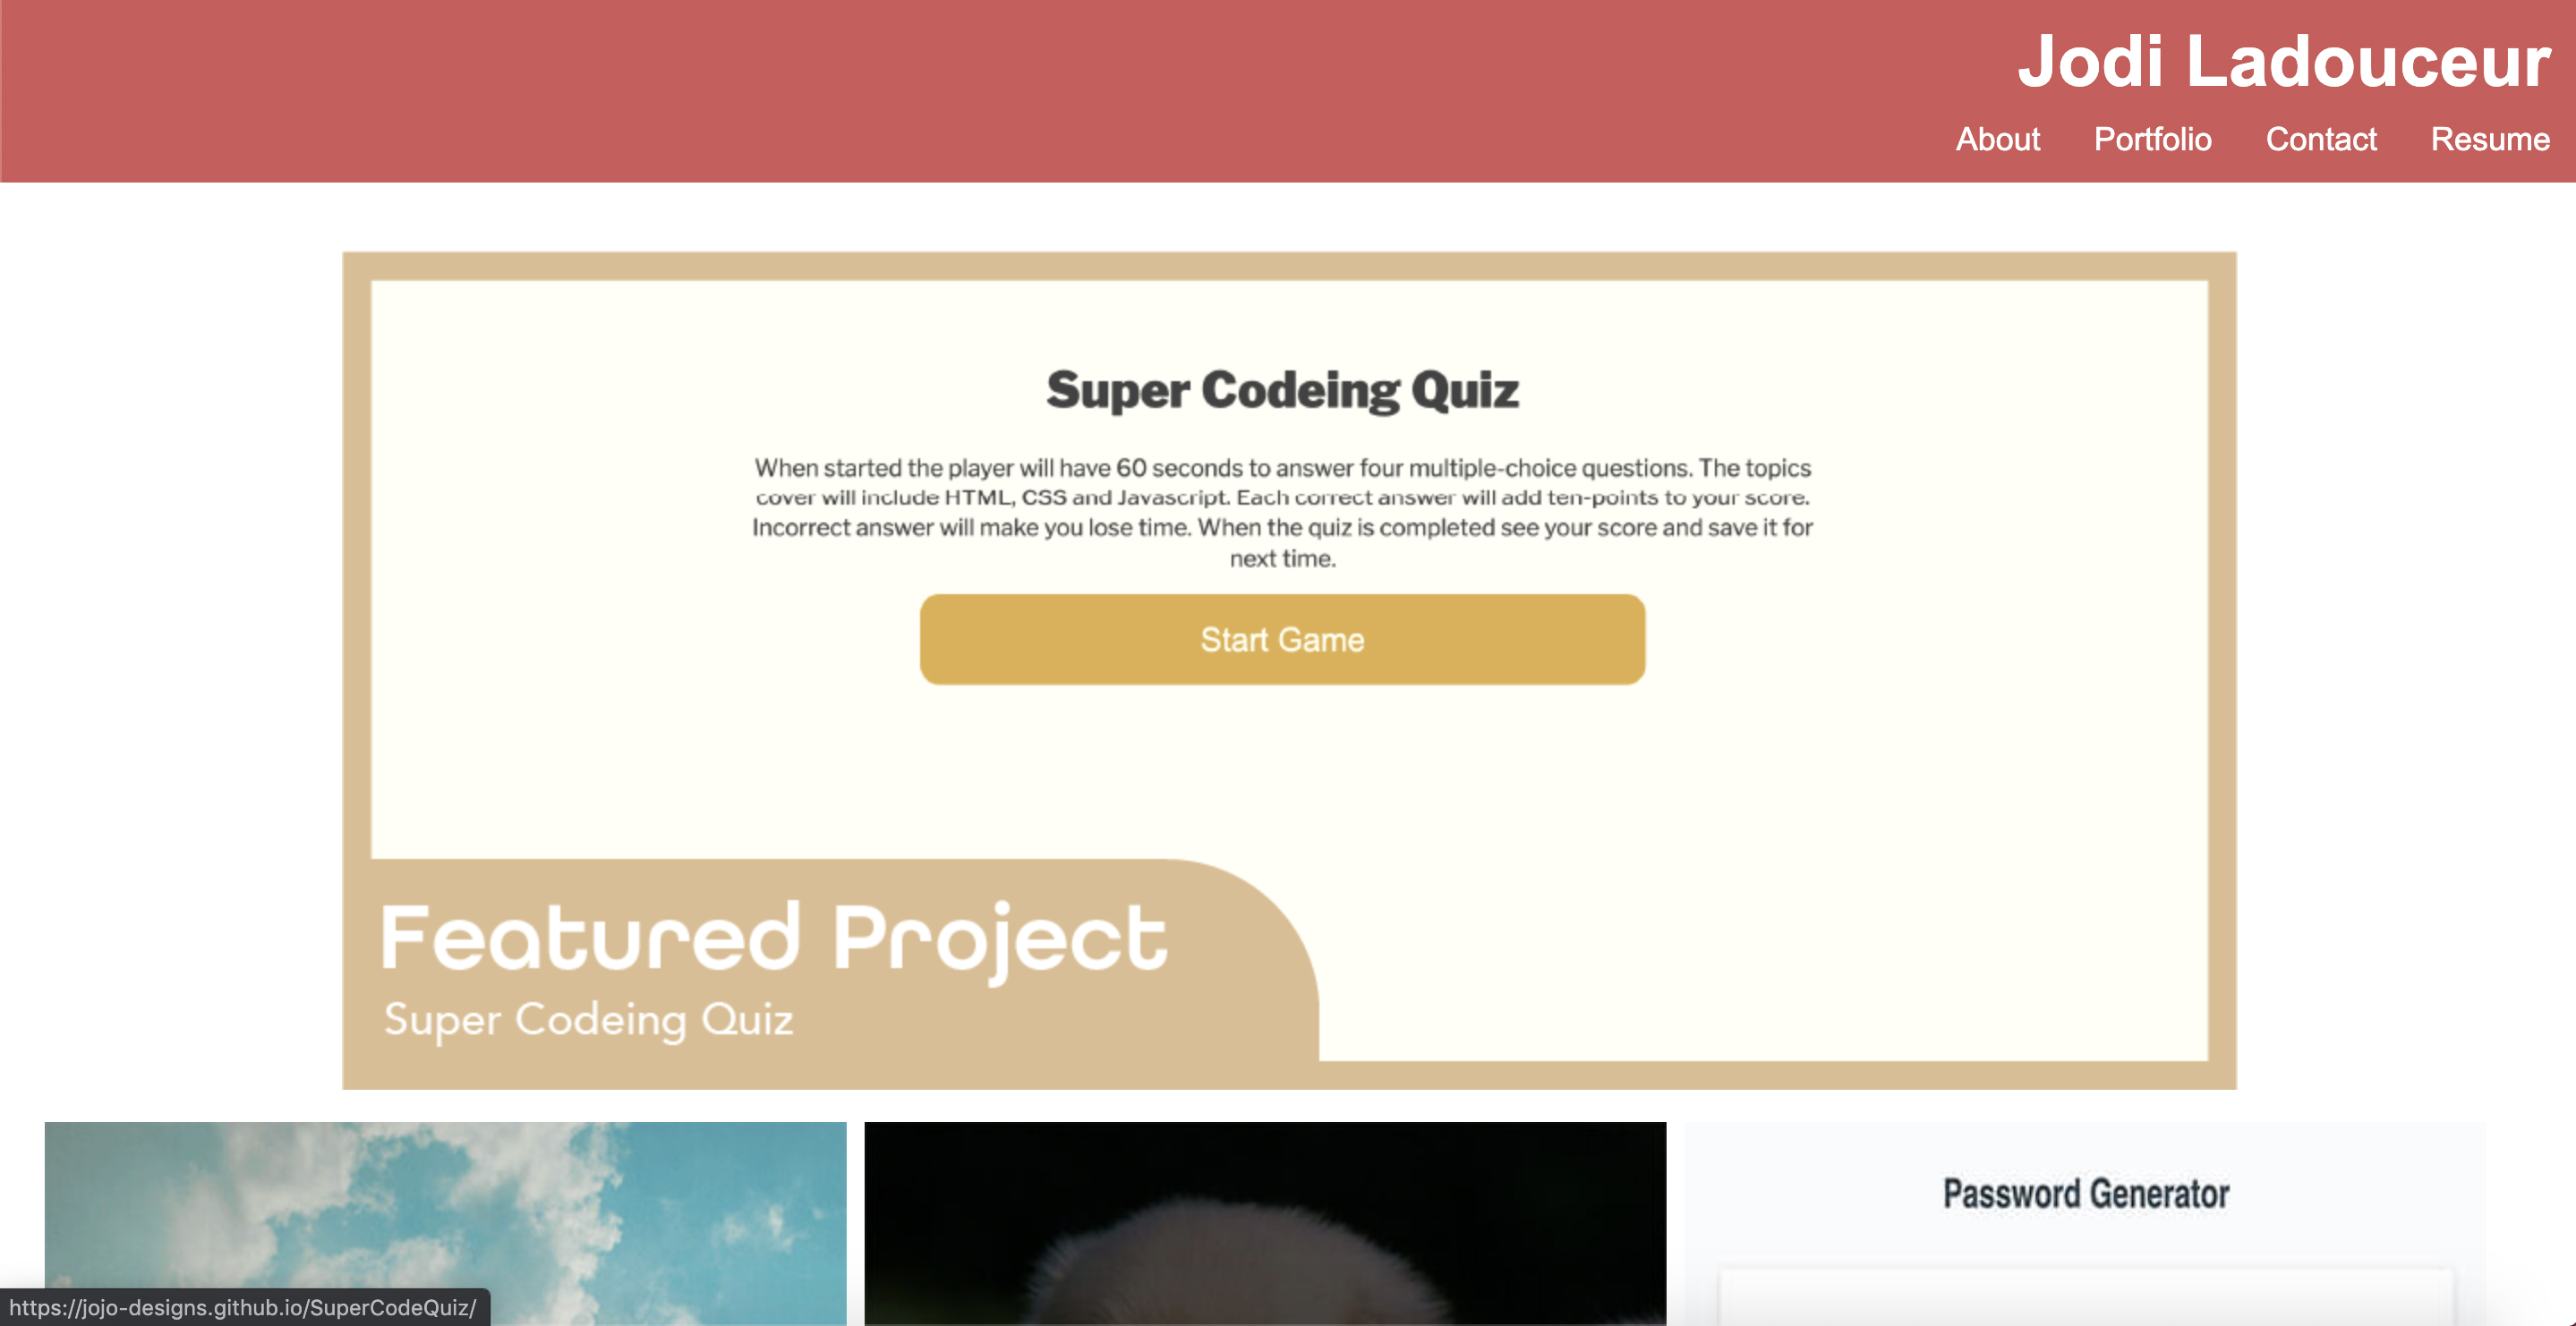 Jodi Ladouceur
About Portfolio Contact Resume
Super Codeing Quiz
When started the player will have 60 seconds to answer four multiple-choice questions. The topics
cover will include HTML, CSS and Javascript. Each correct answer will add ten-points to your score.
Incorrect answer will make you lose time. When the quiz is completed see your score and save it for
next time.
Start Game
Featured Project
Super Codeing Quiz
Password Generator
https://jojo-designs.github.io/SuperCodeQuiz/